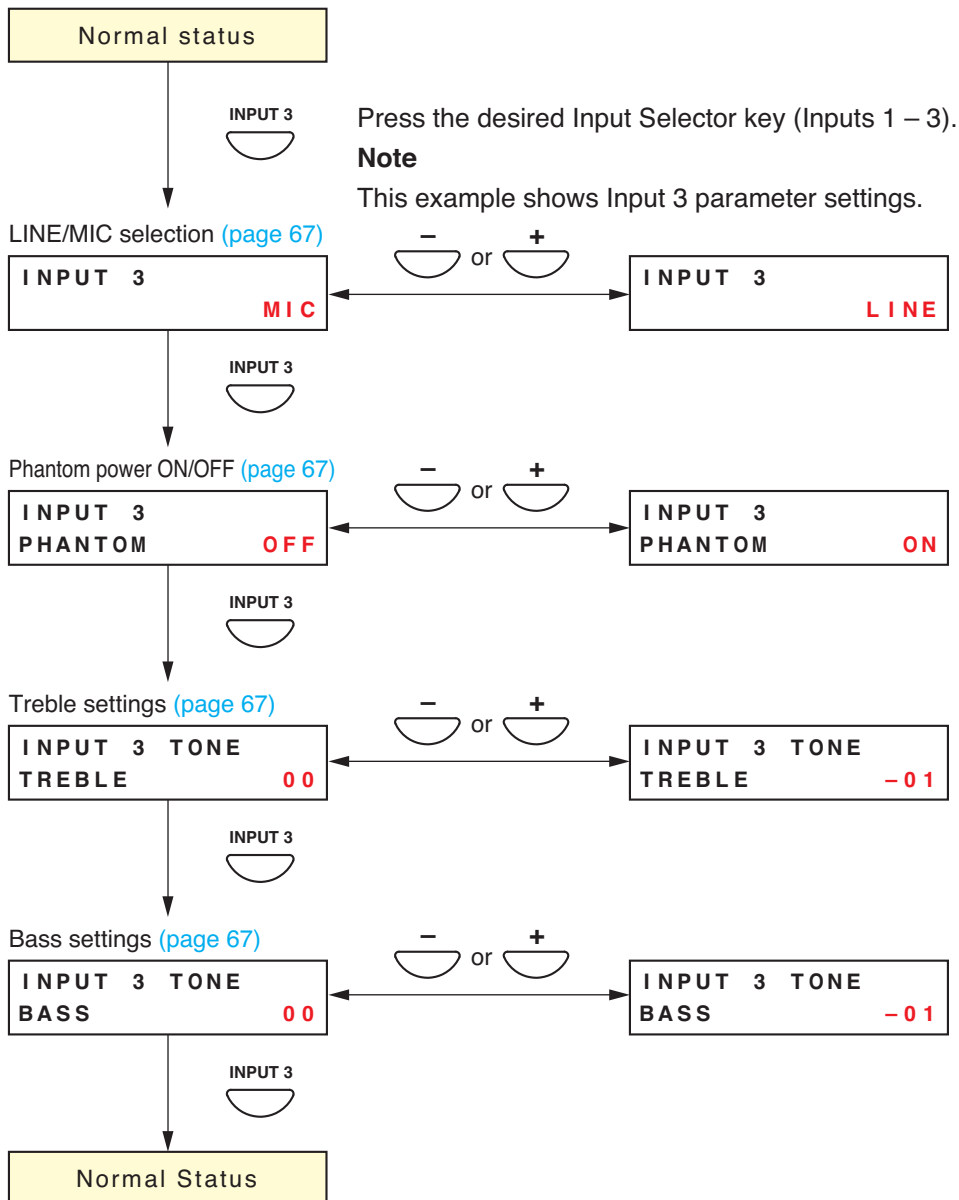 Normal status
INPUT 3
Press the desired Input Selector key (Inputs 1 – 3).
Note
This example shows Input 3 parameter settings.
LINE/MIC selection (page 67)
– or +
INPUT 3
MIC
INPUT 3
LINE
INPUT 3
Phantom power ON/OFF (page 67)
– or +
INPUT 3
PHANTOM OFF
INPUT 3
PHANTOM ON
INPUT 3
Treble settings (page 67)
– or +
INPUT 3 TONE
TREBLE 00
INPUT 3 TONE
TREBLE –01
INPUT 3
Bass settings (page 67)
– or +
INPUT 3 TONE
BASS 00
INPUT 3 TONE
BASS –01
INPUT 3
Normal Status